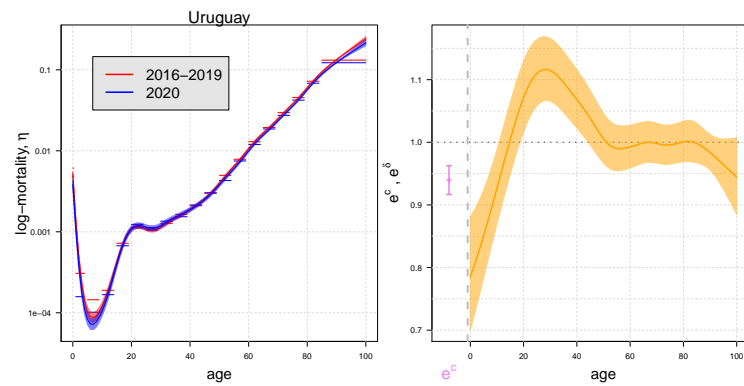 Uruguay
log−mortality, η
0.1
0.01
0.001
1e−04
2016−2019
2020
0 20 40 60 80 100
age
e^c , e^δ
1.1
1.0
0.9
0.8
0.7
0 20 40 60 80 100
e^c
age